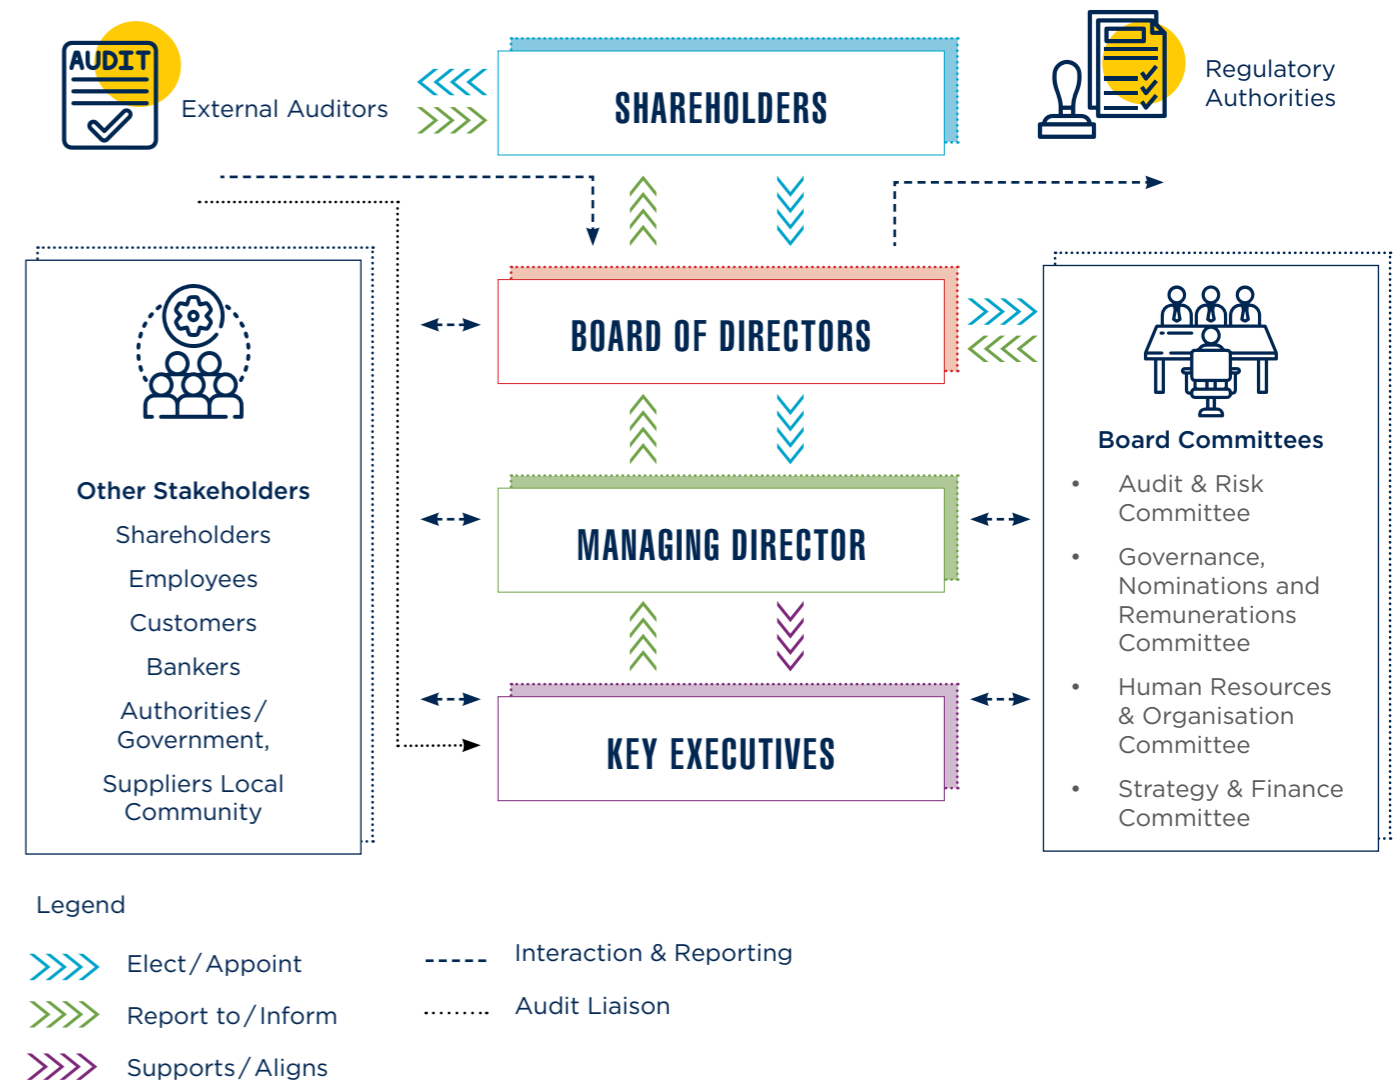 AUDIT
External Auditors
SHAREHOLDERS
Regulatory
Authorities
BOARD OF DIRECTORS
Other Stakeholders
Shareholders
Employees
Customers
Bankers
Authorities/
Government,
Suppliers Local
Community
MANAGING DIRECTOR
KEY EXECUTIVES
Board Committees
• Audit & Risk
Committee
• Governance,
Nominations and
Remunerations
Committee
• Human Resources
& Organisation
Committee
• Strategy & Finance
Committee
Legend
Elect/Appoint
Report to/Inform
Supports/Aligns
Interaction & Reporting
Audit Liaison